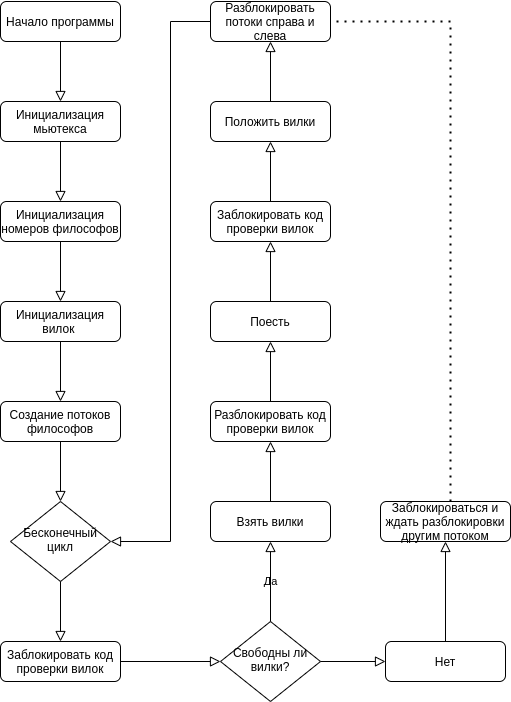 Начало программы
Инициализация
мьютекса
Инициализация
номеров философов
Инициализация
вилок
Создание потоков
философов
Бесконечный
цикл
Заблокировать код
проверки вилок
Свободны ли
вилки?
Да
Взять вилки
Разблокировать код
проверки вилок
Поесть
Заблокировать код
проверки вилок
Положить вилки
Разблокировать
потоки справа и
слева
Нет
Заблокироваться и
ждать разблокировки
другим потоком